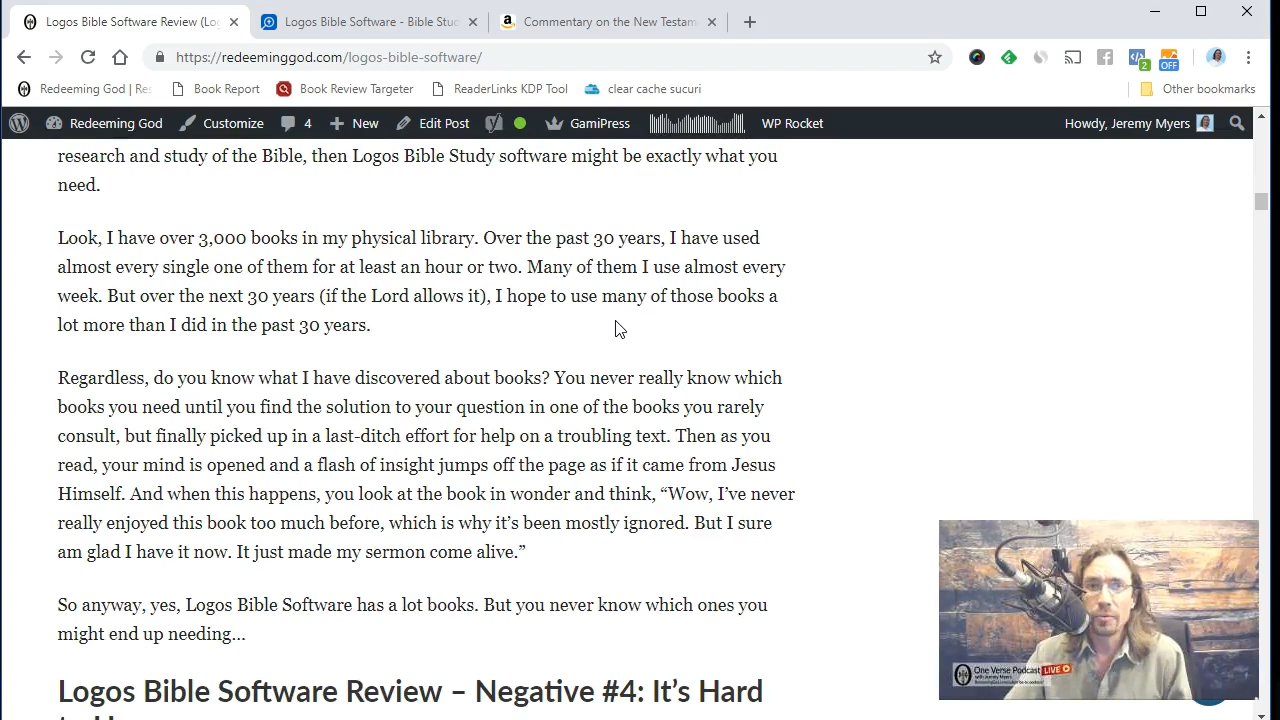 Logos Bible Software Review (Log
Logos Bible Software - Bible Stud
Commentary on the New Testam
https://redeeminggod.com/logos-bible-software/
2
OFF
Redeeming God | Res
Book Report
Book Review Targeter
ReaderLinks KDP Tool
clear cache sucuri
Other bookmarks
Redeeming God
Customize
4
New
Edit Post
GamiPress
WP Rocket
Howdy, Jeremy Myers
research and study of the Bible, then Logos Bible Study software might be exactly what you
need.
Look, I have over 3,000 books in my physical library. Over the past 30 years, I have used
almost every single one of them for at least an hour or two. Many of them I use almost every
week. But over the next 30 years (if the Lord allows it), I hope to use many of those books a
lot more than I did in the past 30 years.
Regardless, do you know what I have discovered about books? You never really know which
books you need until you find the solution to your question in one of the books you rarely
consult, but finally picked up in a last-ditch effort for help on a troubling text. Then as you
read, your mind is opened and a flash of insight jumps off the page as if it came from Jesus
Himself. And when this happens, you look at the book in wonder and think, “Wow, I’ve never
really enjoyed this book too much before, which is why it’s been mostly ignored. But I sure
am glad I have it now. It just made my sermon come alive.”
So anyway, yes, Logos Bible Software has a lot books. But you never know which ones you
might end up needing…
Logos Bible Software Review – Negative #4: It’s Hard
One Verse Podcast LIVE
with Jeremy Myers